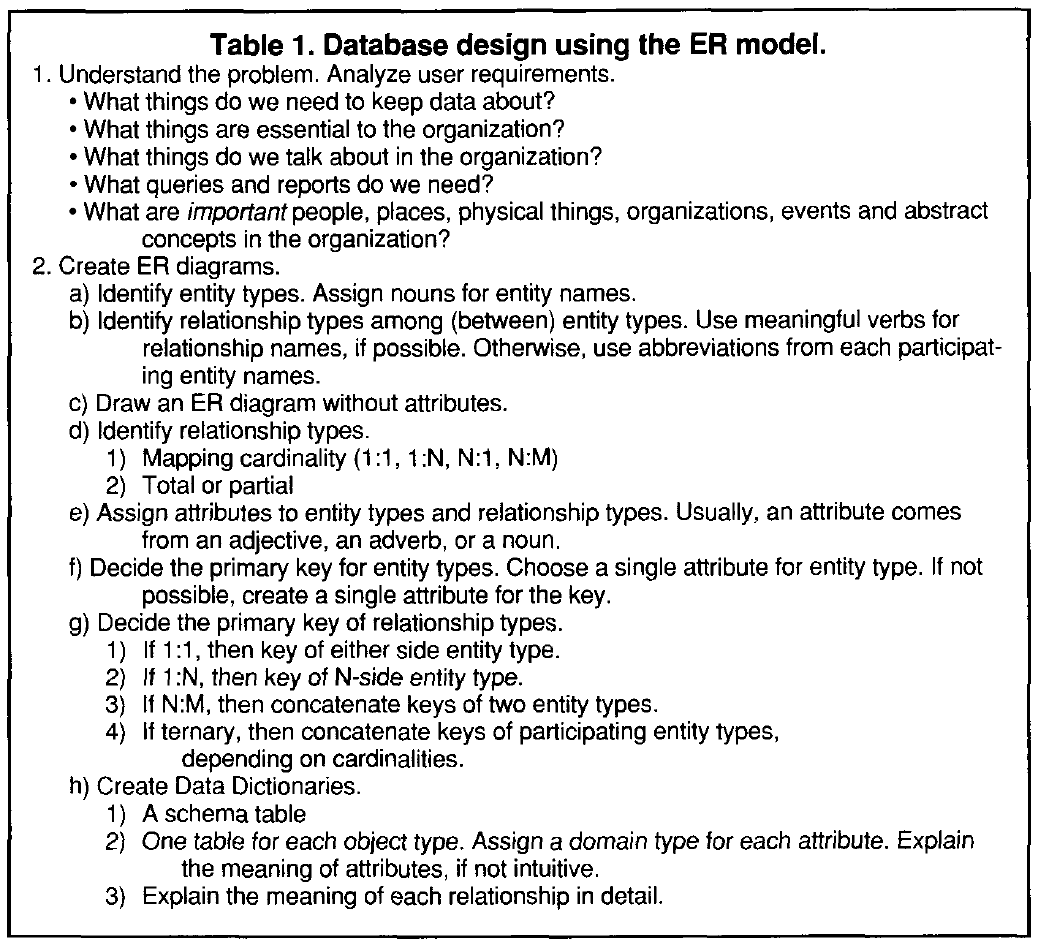 Table 1. Database design using the ER model.
1. Understand the problem. Analyze user requirements.
• What things do we need to keep data about?
• What things are essential to the organization?
• What things do we talk about in the organization?
• What queries and reports do we need?
• What are important people, places, physical things, organizations, events and abstract
concepts in the organization?
2. Create ER diagrams.
a) Identify entity types. Assign nouns for entity names.
b) Identify relationship types among (between) entity types. Use meaningful verbs for
relationship names, if possible. Otherwise, use abbreviations from each participat-
ing entity names.
c) Draw an ER diagram without attributes.
d) Identify relationship types.
1) Mapping cardinality (1:1, 1:N, N:1, N:M)
2) Total or partial
e) Assign attributes to entity types and relationship types. Usually, an attribute comes
from an adjective, an adverb, or a noun.
f) Decide the primary key for entity types. Choose a single attribute for entity type. If not
possible, create a single attribute for the key.
g) Decide the primary key of relationship types.
1) If 1:1, then key of either side entity type.
2) If 1:N, then key of N-side entity type.
3) If N:M, then concatenate keys of two entity types.
4) If ternary, then concatenate keys of participating entity types,
depending on cardinalities.
h) Create Data Dictionaries.
1) A schema table
2) One table for each object type. Assign a domain type for each attribute. Explain
the meaning of attributes, if not intuitive.
3) Explain the meaning of each relationship in detail.